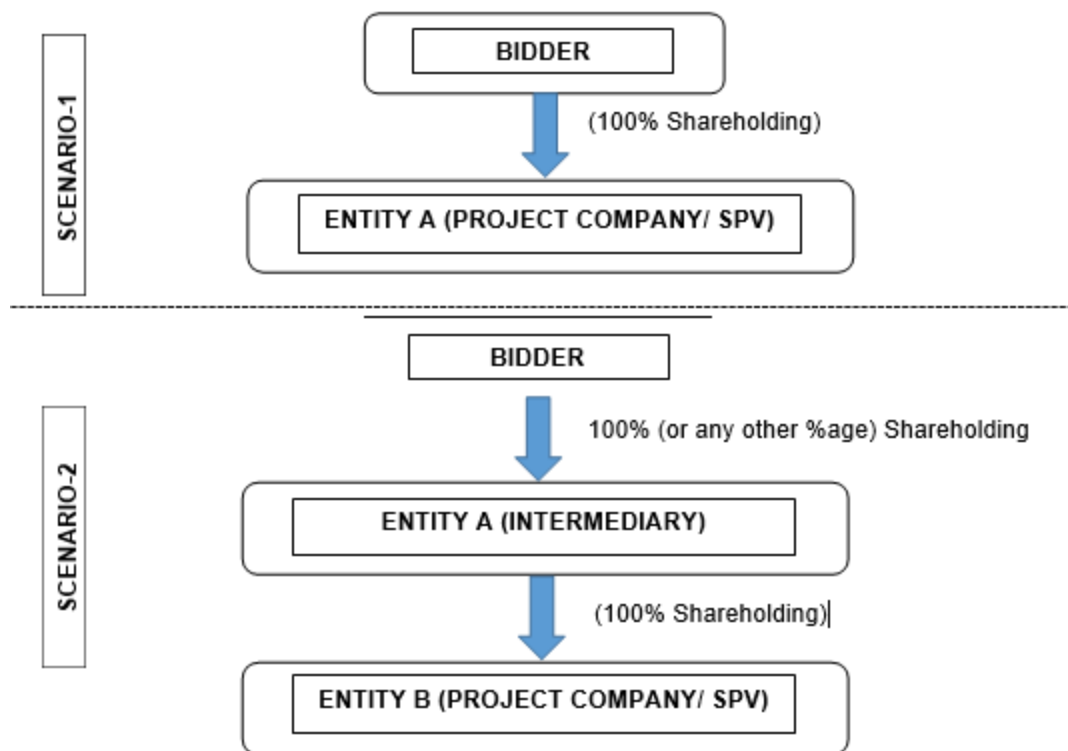 SCENARIO-1
BIDDER
(100% Shareholding)
ENTITY A (PROJECT COMPANY/ SPV)
SCENARIO-2
BIDDER
100% (or any other %age) Shareholding
ENTITY A (INTERMEDIARY)
(100% Shareholding)
ENTITY B (PROJECT COMPANY/ SPV)